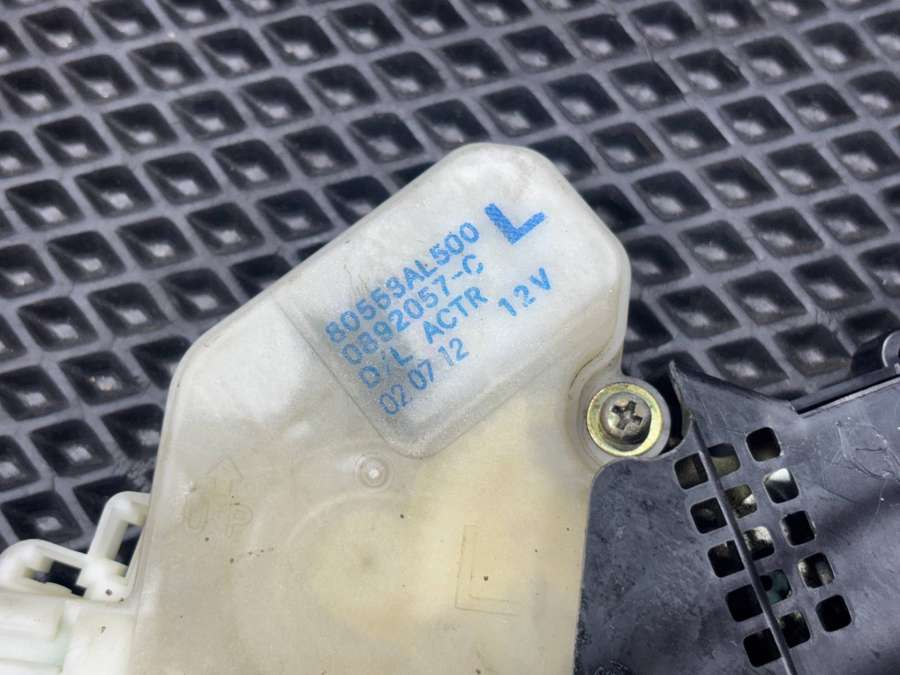 L
80553AL500
0892057-C
D/L ACTR 12V
02 07 12